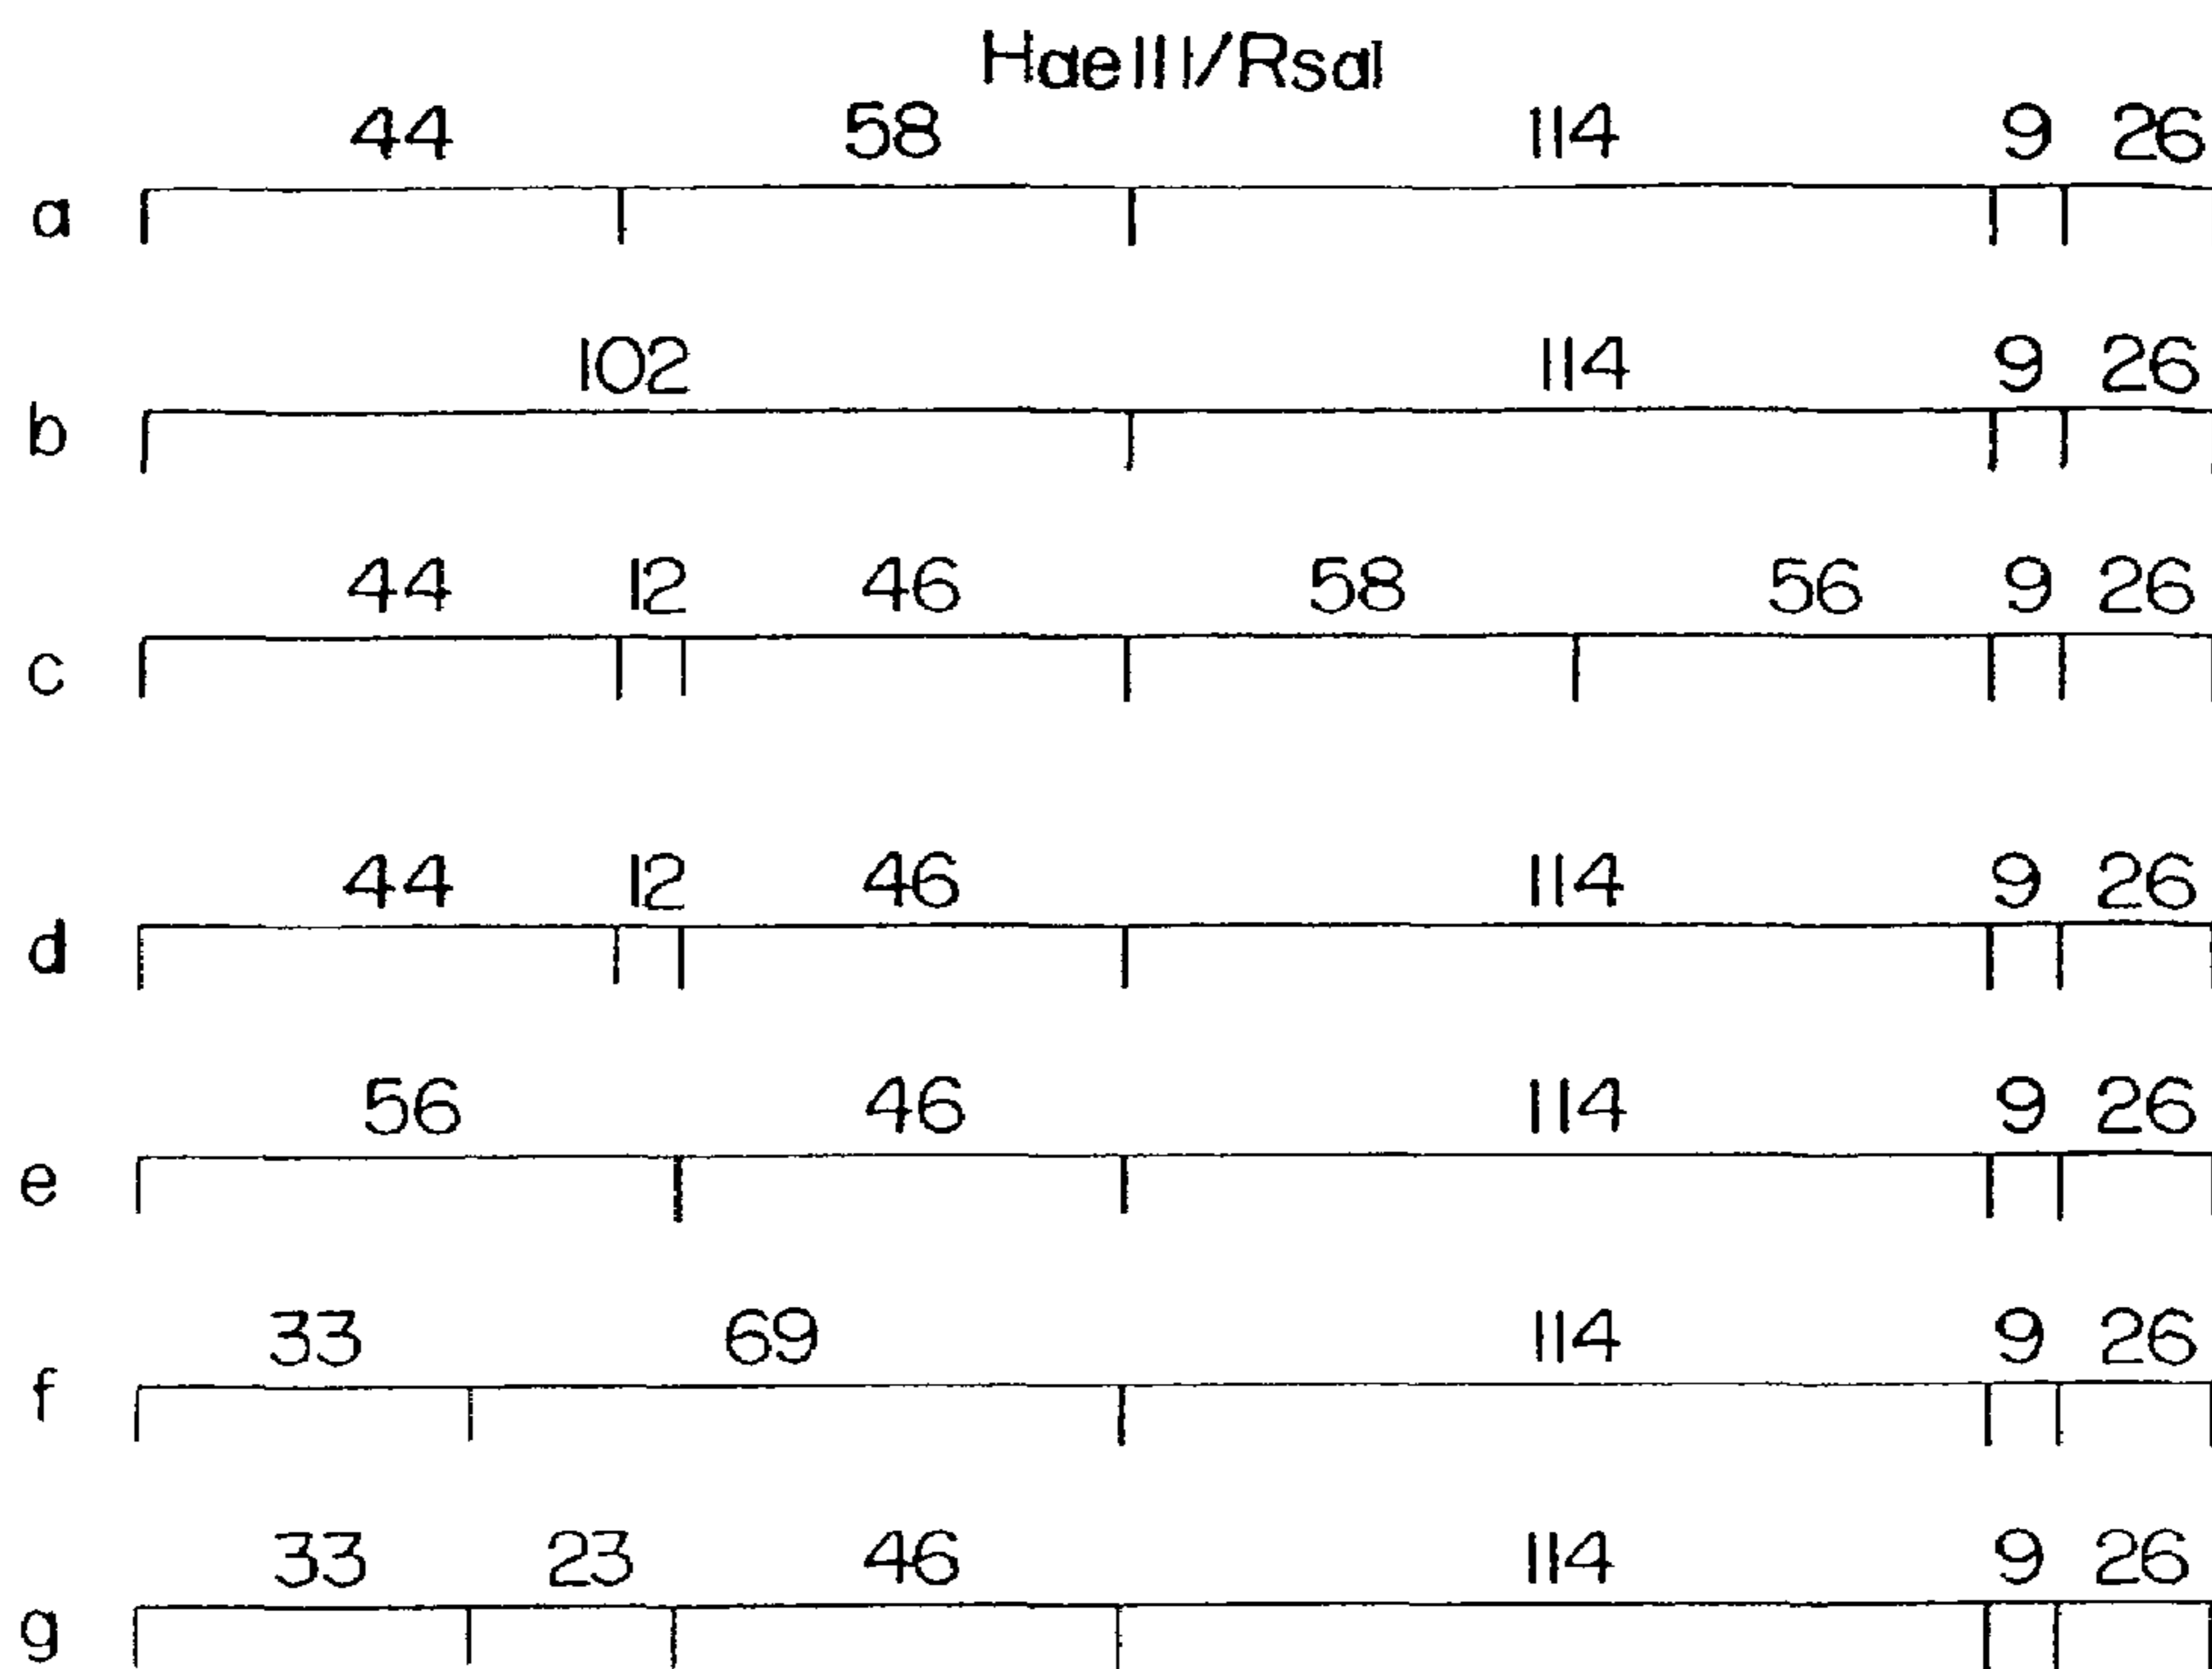 HaeIII/RsaI
44 58 114 9 26
a
102 114 9 26
b
44 12 46 58 56 9 26
c
44 12 46 114 9 26
d
56 46 114 9 26
e
33 69 114 9 26
f
33 23 46 114 9 26
g